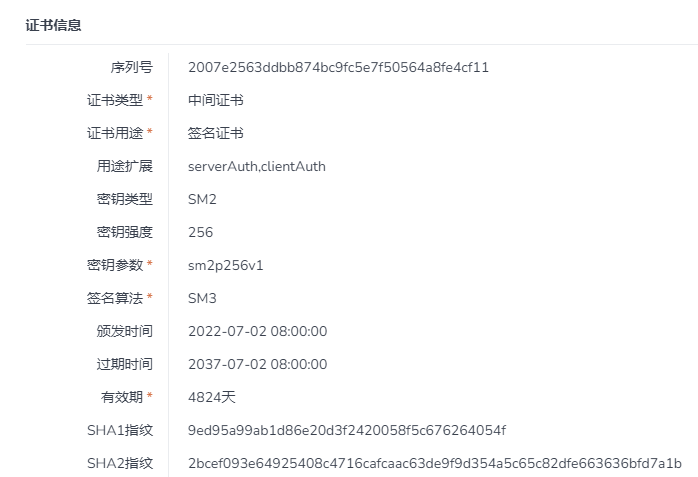 证书信息
序列号 2007e2563ddbb874bc9fc5e7f50564a8fe4cf11
证书类型 * 中间证书
证书用途 * 签名证书
用途扩展 serverAuth,clientAuth
密钥类型 SM2
密钥强度 256
密钥参数 * sm2p256v1
签名算法 * SM3
颁发时间 2022-07-02 08:00:00
过期时间 2037-07-02 08:00:00
有效期 * 4824天
SHA1指纹 9ed95a99ab1d86e20d3f2420058f5c676264054f
SHA2指纹 2bcef093e64925408c4716cafcaac63de9f9d354a5c65c82dfe663636bfd7a1b